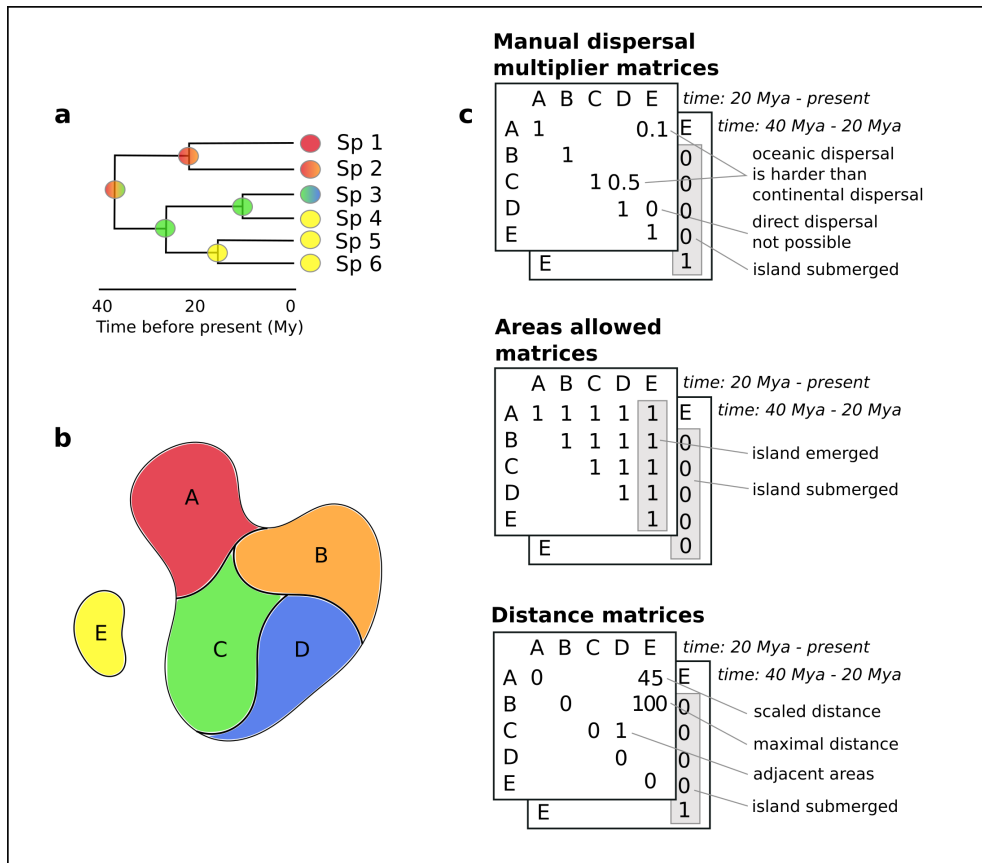 a
Sp 1
Sp 2
Sp 3
Sp 4
Sp 5
Sp 6
40 20 0
Time before present (My)
b
A
B
C
D
E
c
Manual dispersal
multiplier matrices
A B C D E
time: 20 Mya - present
A 1 0.1
B 1
C 1 0.5
D 1 0
E 1
E
time: 40 Mya - 20 Mya
0
0
0
0
1
E
oceanic dispersal
is harder than
continental dispersal
direct dispersal
not possible
island submerged
Areas allowed
matrices
A B C D E
time: 20 Mya - present
A 1 1 1 1 1
B 1 1 1 1
C 1 1 1
D 1 1
E 1
E
time: 40 Mya - 20 Mya
0
0
0
0
0
E
island emerged
island submerged
Distance matrices
A B C D E
time: 20 Mya - present
A 0 45
B 0 100
C 0 1
D 0
E 0
E
time: 40 Mya - 20 Mya
0
0
0
0
1
E
scaled distance
maximal distance
adjacent areas
island submerged